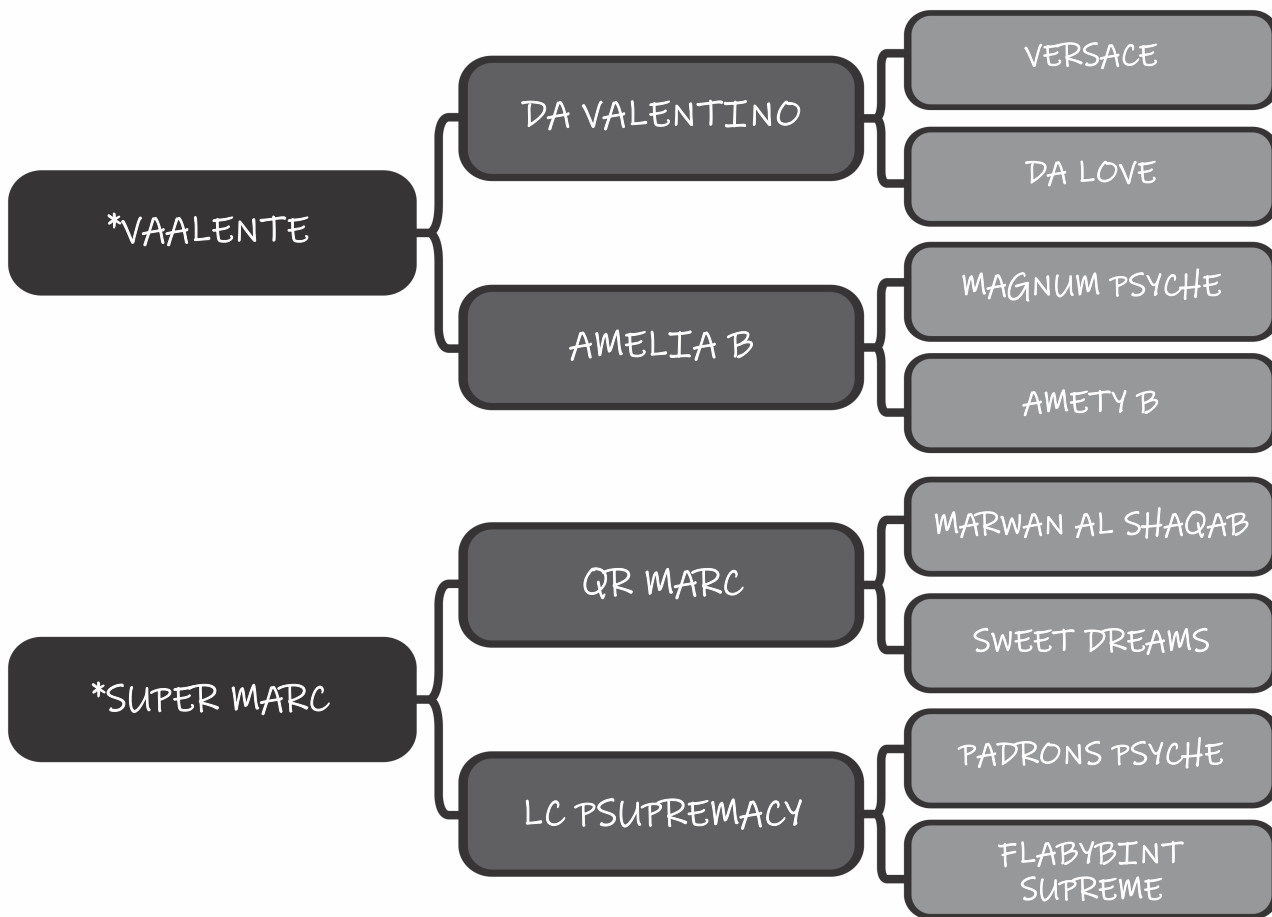 VERSACE
DA VALENTINO
DA LOVE
*VAALENTE
MAGNUM PSYCHE
AMELIA B
AMETY B
MARWAN AL SHAQAB
QR MARC
SWEET DREAMS
*SUPER MARC
PADRONS PSYCHE
LC PSUPREMACY
FLABYBINT
SUPREME